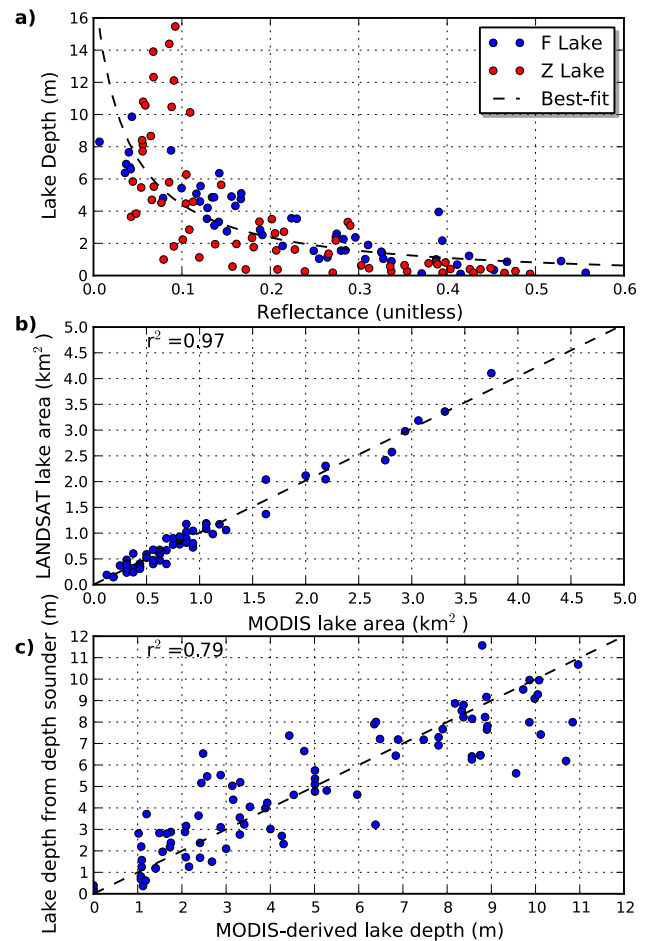 a)
16
14
12
10
8
6
4
2
0
Lake Depth (m)
F Lake
Z Lake
Best-fit
0.0 0.1 0.2 0.3 0.4 0.5 0.6
Reflectance (unitless)
b)
r² =0.97
5.0
4.5
4.0
3.5
3.0
2.5
2.0
1.5
1.0
0.5
0.0
LANDSAT lake area (km²)
0.0 0.5 1.0 1.5 2.0 2.5 3.0 3.5 4.0 4.5 5.0
MODIS lake area (km² )
c)
r² =0.79
12
11
10
9
8
7
6
5
4
3
2
1
0
Lake depth from depth sounder (m)
0 1 2 3 4 5 6 7 8 9 10 11 12
MODIS-derived lake depth (m)